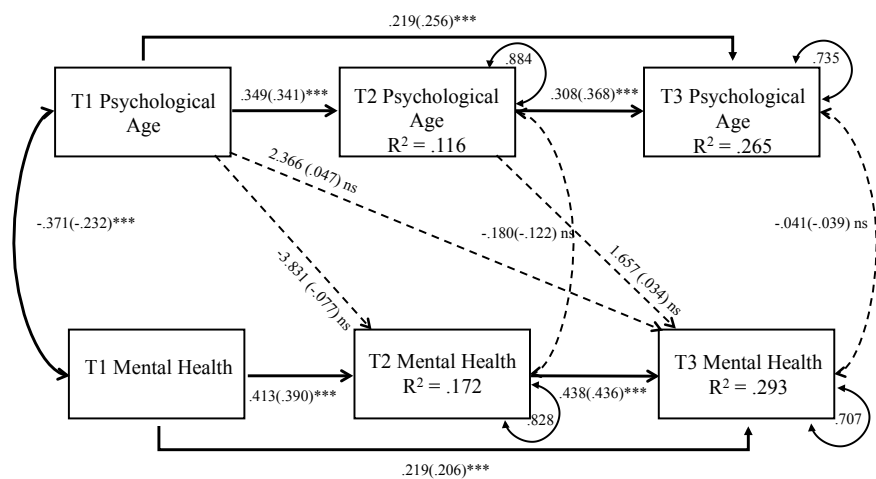 .219(.256)***
.884
.735
T1 Psychological
Age
.349(.341)***
T2 Psychological
Age
R² = .116
.308(.368)***
T3 Psychological
Age
R² = .265
2.366 (.047) ns
-.371(-.232)***
-.180(-.122) ns
-.041(-.039) ns
-3.831 (-.077) ns
1.657 (.034) ns
T1 Mental Health
.413(.390)***
T2 Mental Health
R² = .172
.438(.436)***
T3 Mental Health
R² = .293
.828
.707
.219(.206)***